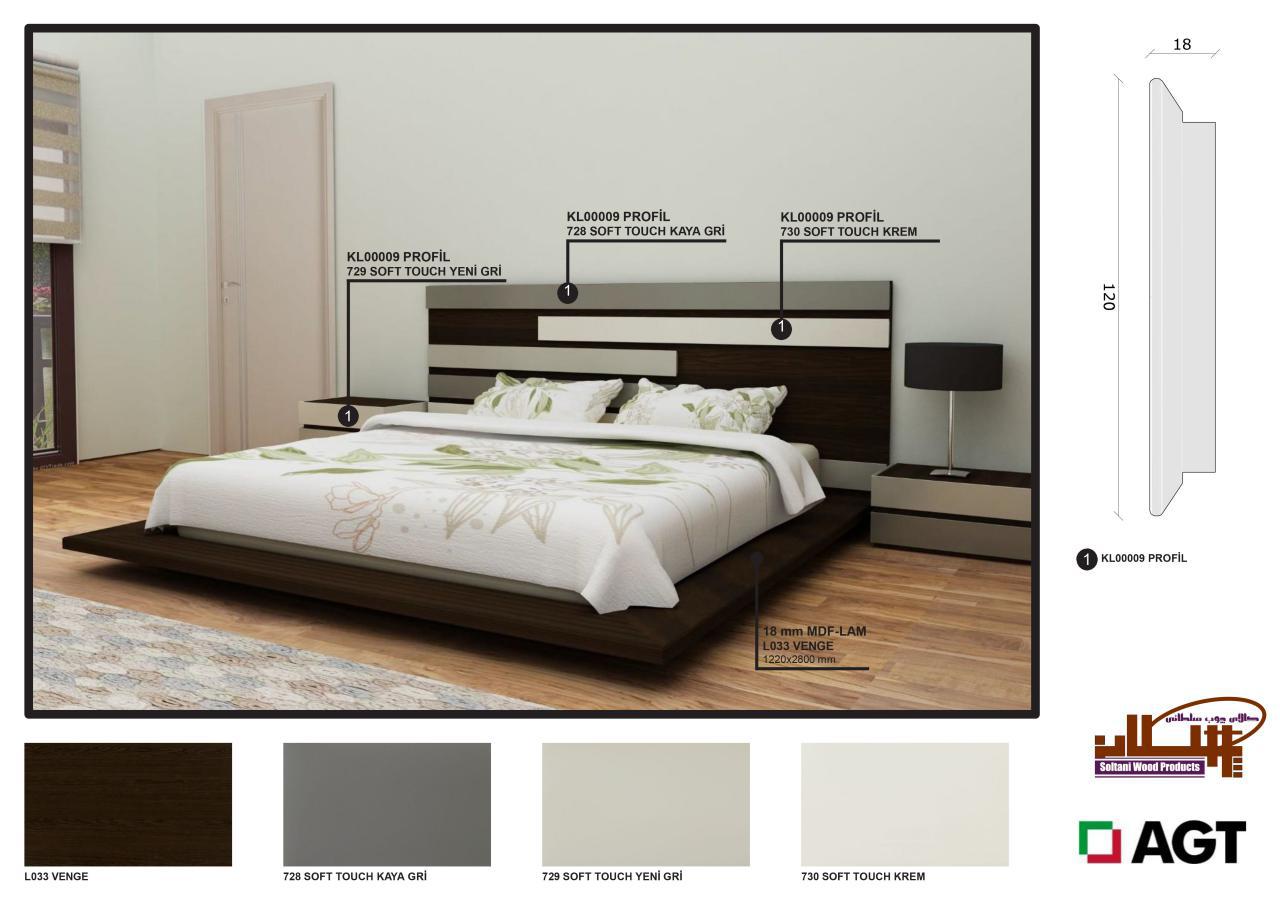 18
120
KL00009 PROFİL
728 SOFT TOUCH KAYA GRİ
KL00009 PROFİL
730 SOFT TOUCH KREM
KL00009 PROFİL
729 SOFT TOUCH YENİ GRİ
1
1
1
18 mm MDF-LAM
L033 VENGE
1220x2800 mm
1 KL00009 PROFİL
کالای چوب سلطانی
Soltani Wood Products
AGT
L033 VENGE
728 SOFT TOUCH KAYA GRİ
729 SOFT TOUCH YENİ GRİ
730 SOFT TOUCH KREM